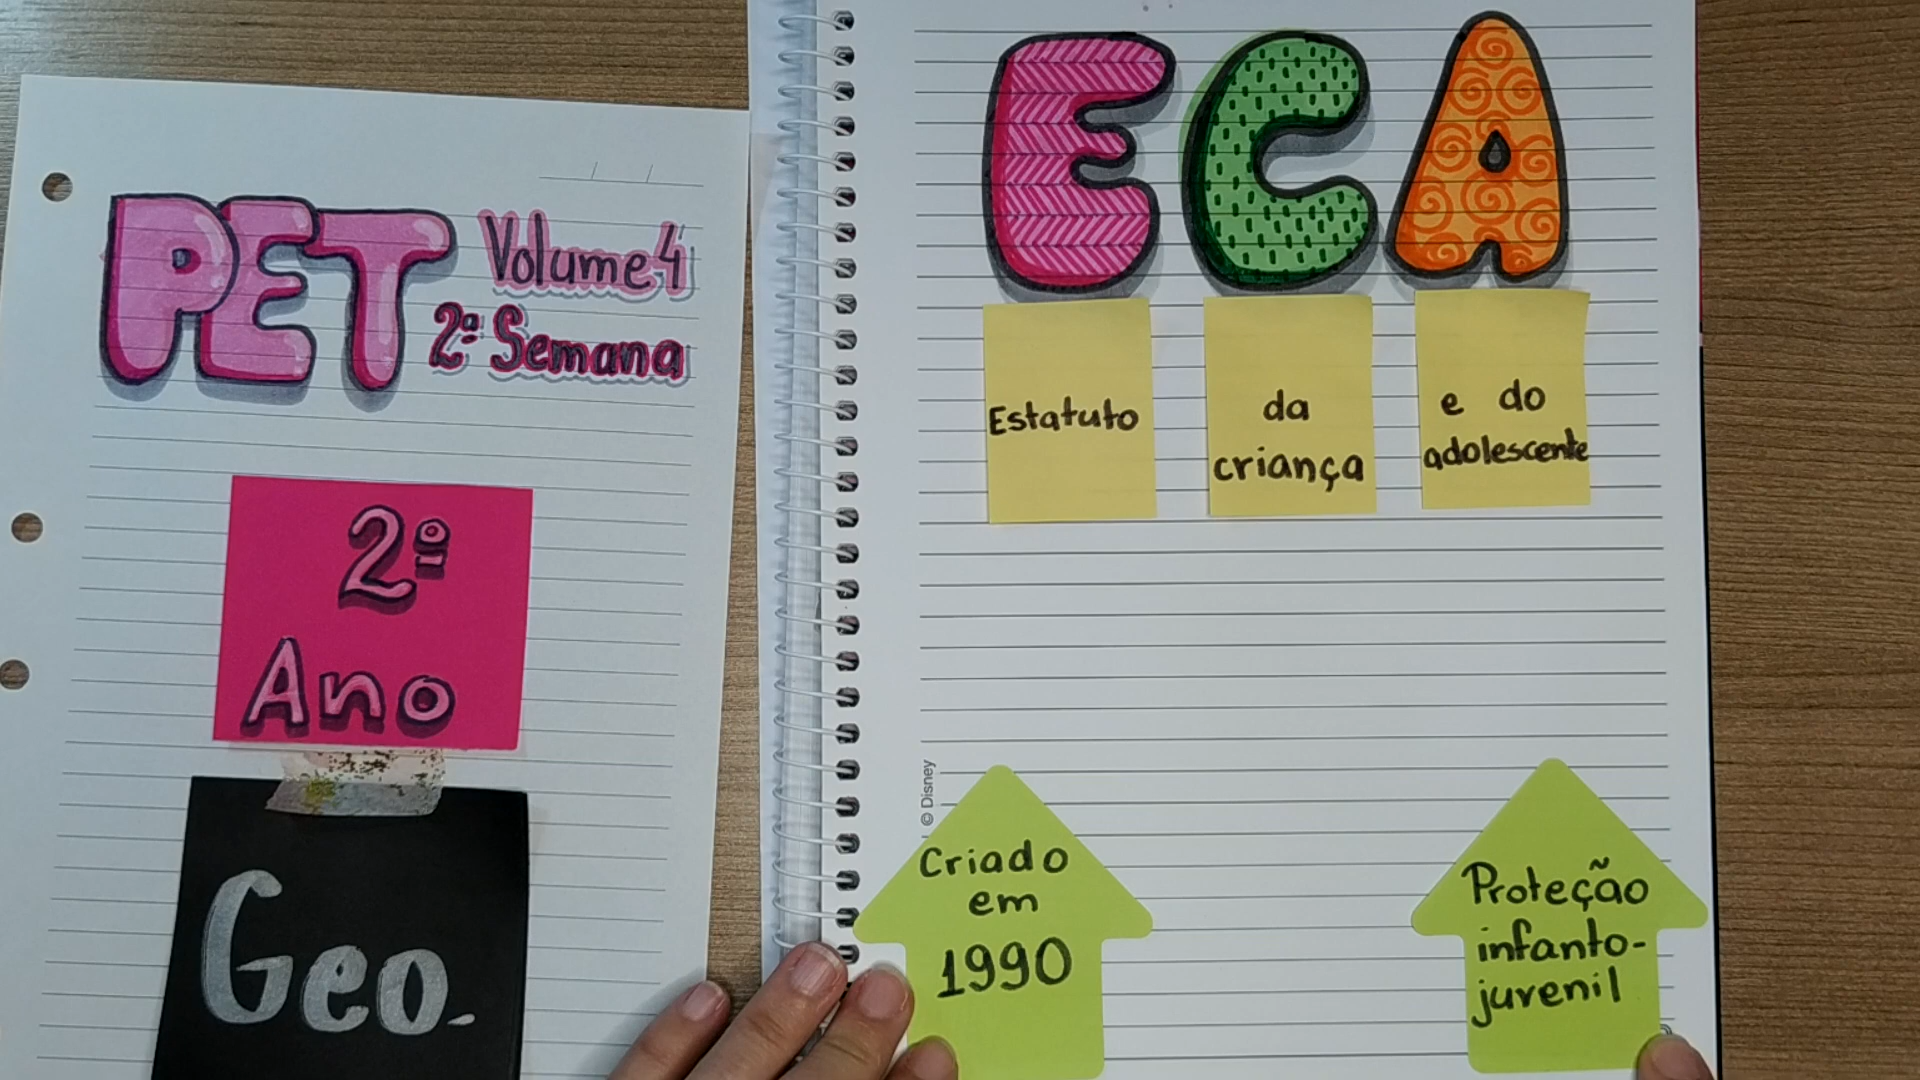 PET
Volume 4
2ª Semana
2º
Ano
Geo.
ECA
Estatuto
da
criança
e do
adolescente
© Disney
Criado
em
1990
Proteção
infanto-
juvenil